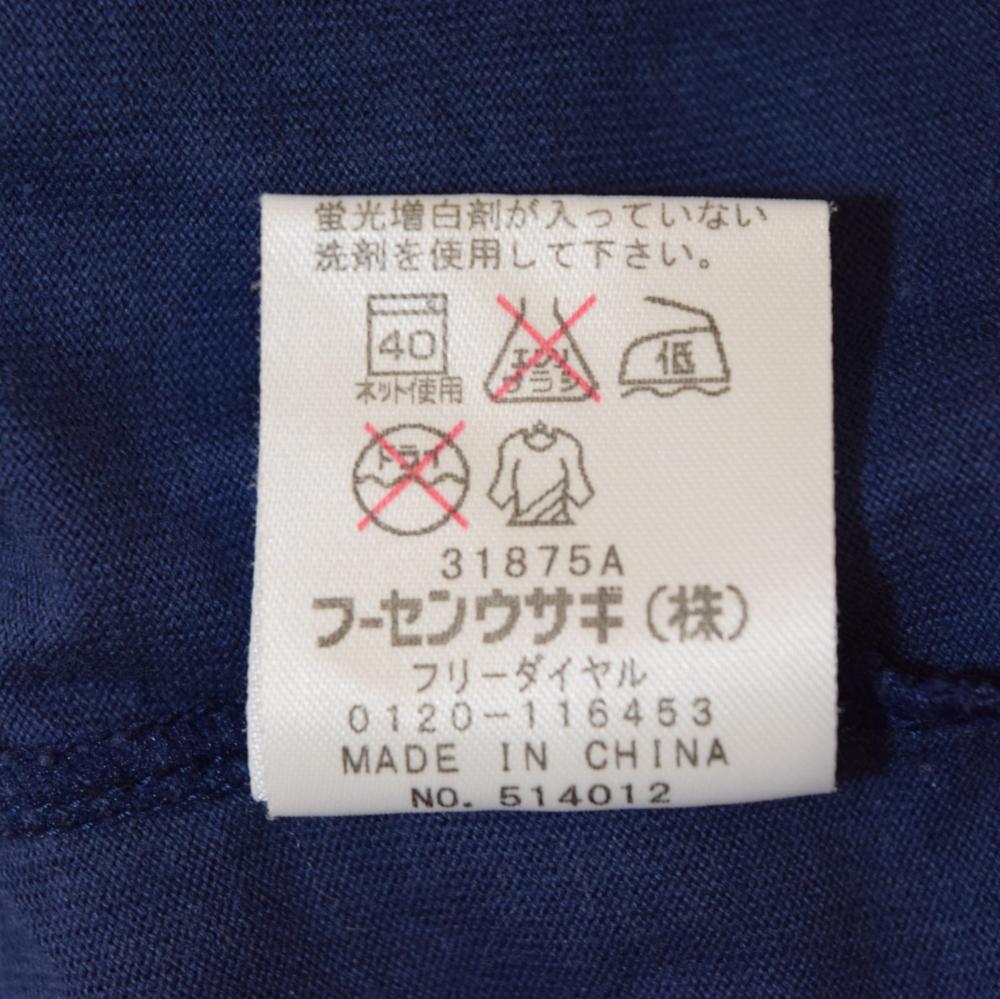 蛍光増白剤が入っていない
洗剤を使用して下さい。
40
ネット使用
エンソ
サラシ
低
ドライ
31875A
フーセンウサギ(株)
フリーダイヤル
0120-116453
MADE IN CHINA
NO. 514012